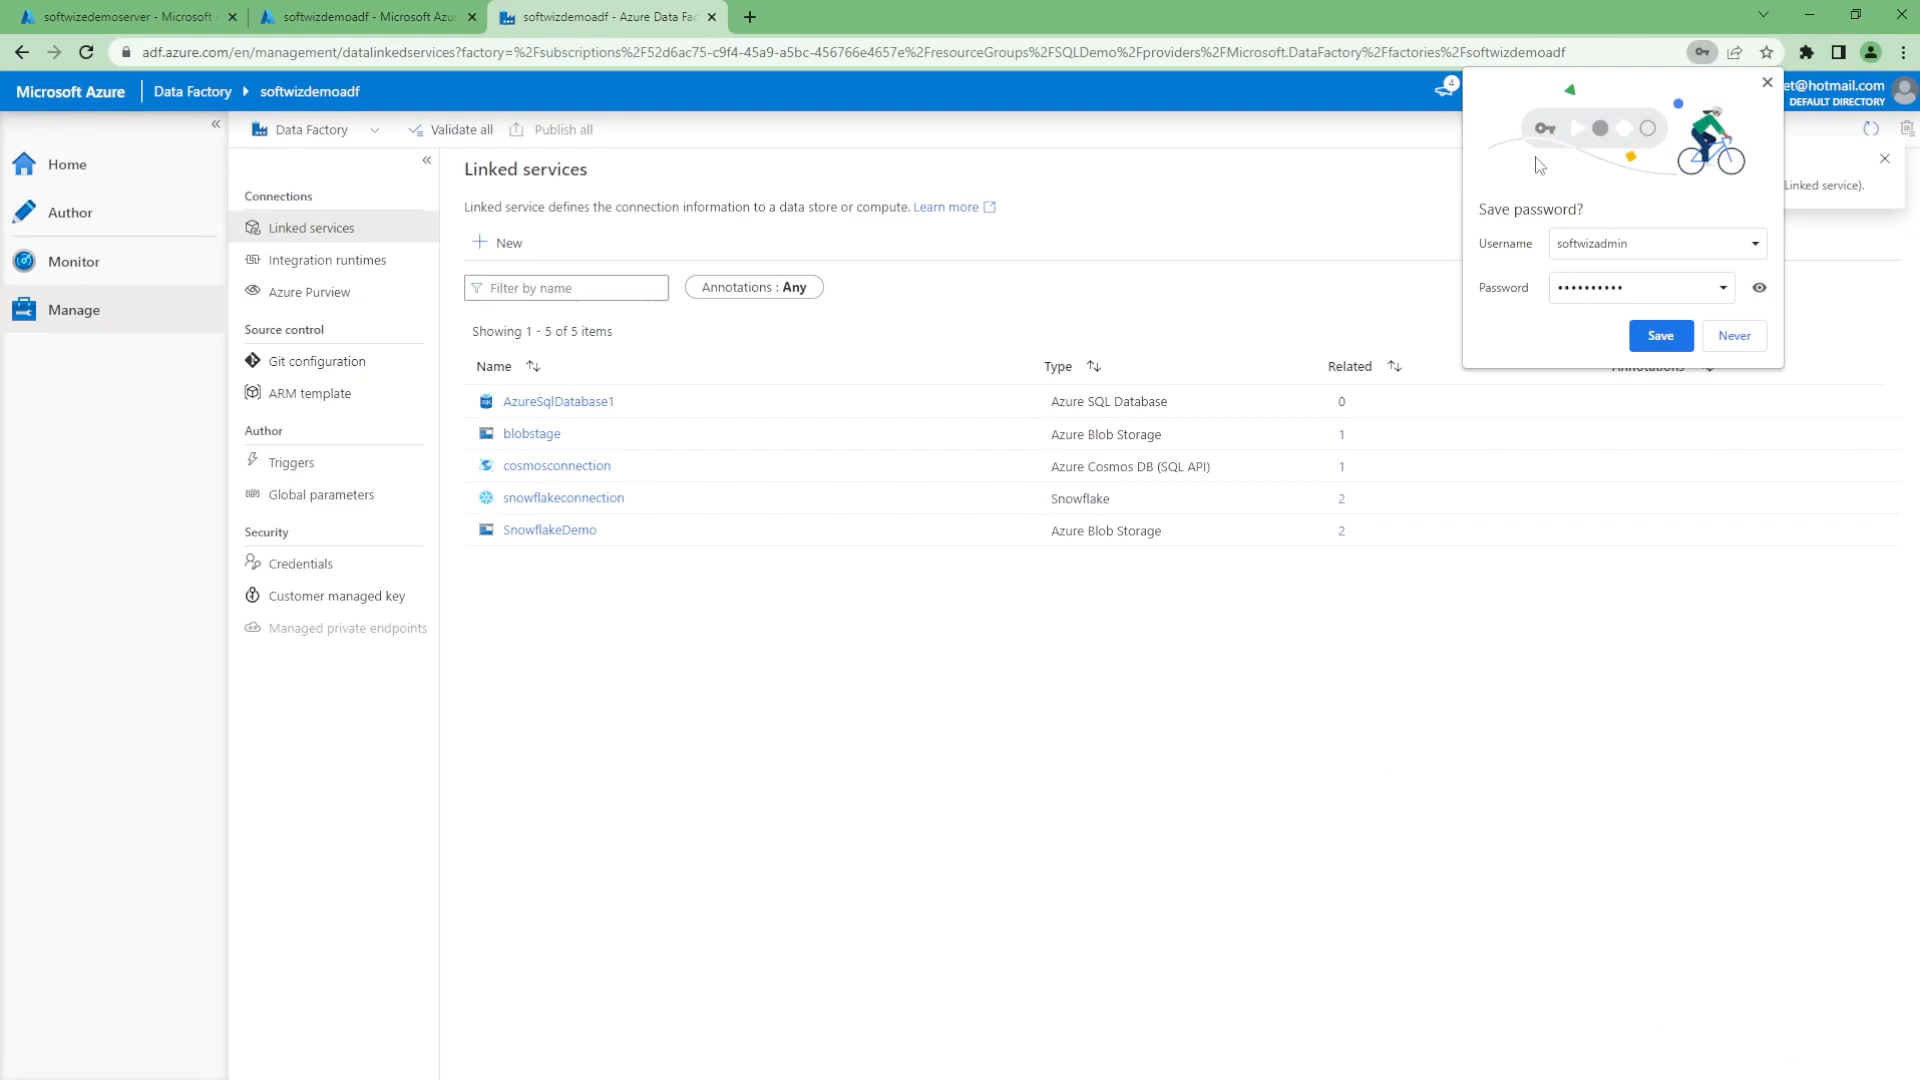 softwizedemoserver - Microsoft
softwizdemoadf - Microsoft Azu
softwizdemoadf - Azure Data Fac
adf.azure.com/en/management/datalinkedservices?factory=%2Fsubscriptions%2F52d6ac75-c9f4-45a9-a5bc-456766e4657e%2FresourceGroups%2FSQLDemo%2Fproviders%2FMicrosoft.DataFactory%2Ffactories%2Fsoftwizdemoadf
Microsoft Azure
Data Factory
softwizdemoadf
4
et@hotmail.com
DEFAULT DIRECTORY
Data Factory
Validate all
Publish all
Home
Author
Monitor
Manage
Connections
Linked services
Integration runtimes
Azure Purview
Source control
Git configuration
ARM template
Author
Triggers
Global parameters
Security
Credentials
Customer managed key
Managed private endpoints
Linked services
Linked service defines the connection information to a data store or compute. Learn more
New
Filter by name
Annotations : Any
Showing 1 - 5 of 5 items
Name Type Related Annotations
AzureSqlDatabase1 Azure SQL Database 0
blobstage Azure Blob Storage 1
cosmosconnection Azure Cosmos DB (SQL API) 1
snowflakeconnection Snowflake 2
SnowflakeDemo Azure Blob Storage 2
Linked service).
Save password?
Username softwizadmin
Password ••••••••••
Save Never